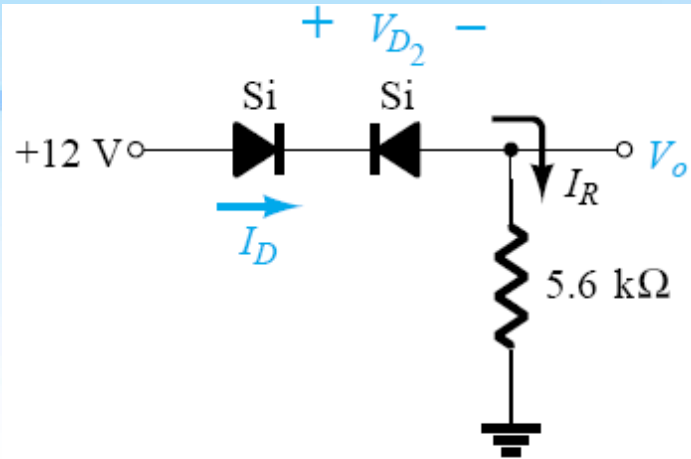 + V_D2 −
Si Si
+12 V V_o
I_R
I_D
5.6 kΩ